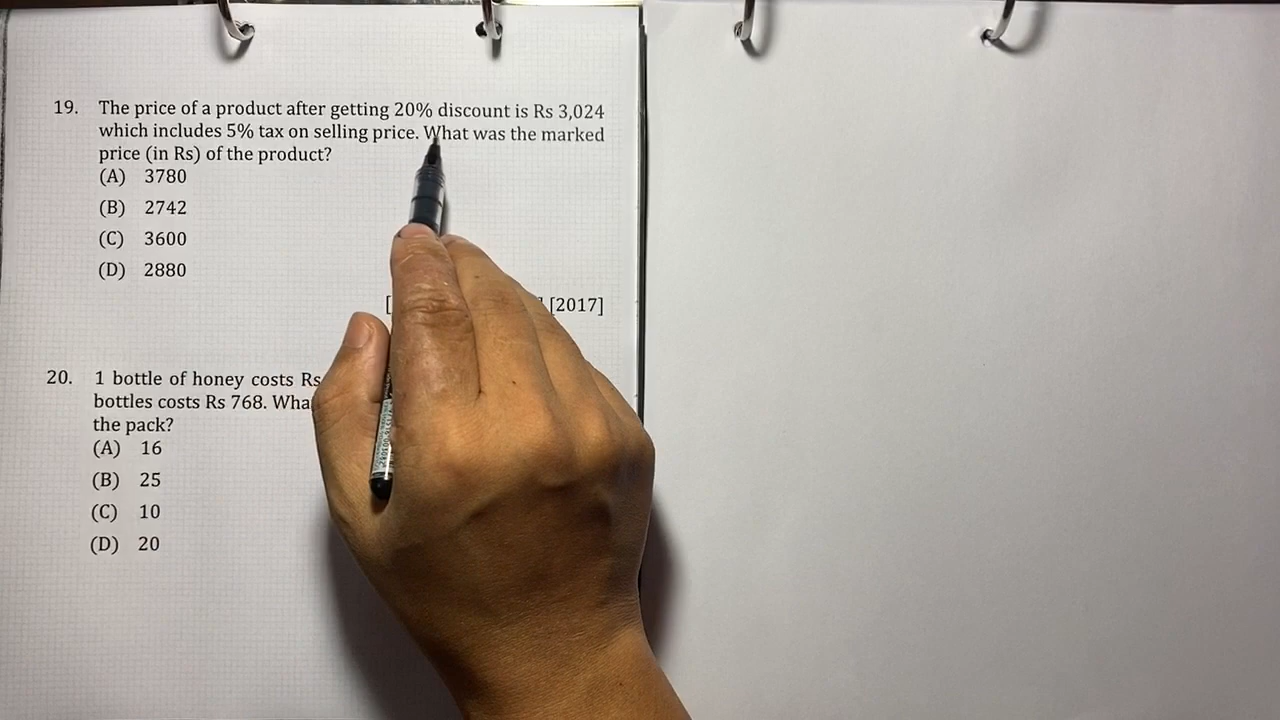 19. The price of a product after getting 20% discount is Rs 3,024
which includes 5% tax on selling price. What was the marked
price (in Rs) of the product?
(A) 3780
(B) 2742
(C) 3600
(D) 2880
[2017]
20. 1 bottle of honey costs Rs
bottles costs Rs 768.
the pack?
(A) 16
(B) 25
(C) 10
(D) 20